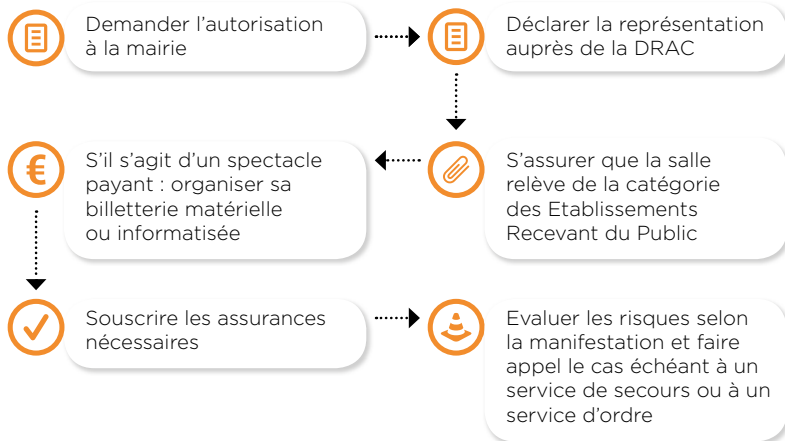 Demander l'autorisation
à la mairie
Déclarer la représentation
auprès de la DRAC
S'assurer que la salle
relève de la catégorie
des Etablissements
Recevant du Public
€
S'il s'agit d'un spectacle
payant : organiser sa
billetterie matérielle
ou informatisée
Souscrire les assurances
nécessaires
Evaluer les risques selon
la manifestation et faire
appel le cas échéant à un
service de secours ou à un
service d'ordre